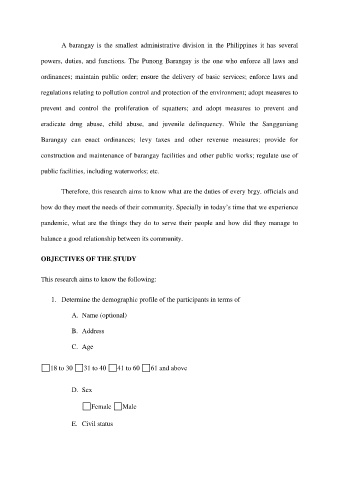 A barangay is the smallest administrative division in the Philippines it has several
powers, duties, and functions. The Punong Barangay is the one who enforce all laws and
ordinances; maintain public order; ensure the delivery of basic services; enforce laws and
regulations relating to pollution control and protection of the environment; adopt measures to
prevent and control the proliferation of squatters; and adopt measures to prevent and
eradicate drug abuse, child abuse, and juvenile delinquency. While the Sangguniang
Barangay can enact ordinances; levy taxes and other revenue measures; provide for
construction and maintenance of barangay facilities and other public works; regulate use of
public facilities, including waterworks; etc.
Therefore, this research aims to know what are the duties of every brgy. officials and
how do they meet the needs of their community. Specially in today's time that we experience
pandemic, what are the things they do to serve their people and how did they manage to
balance a good relationship between its community.
OBJECTIVES OF THE STUDY
This research aims to know the following;
1. Determine the demographic profile of the participants in terms of
A. Name (optional)
B. Address
C. Age
18 to 30 31 to 40 41 to 60 61 and above
D. Sex
Female Male
E. Civil status